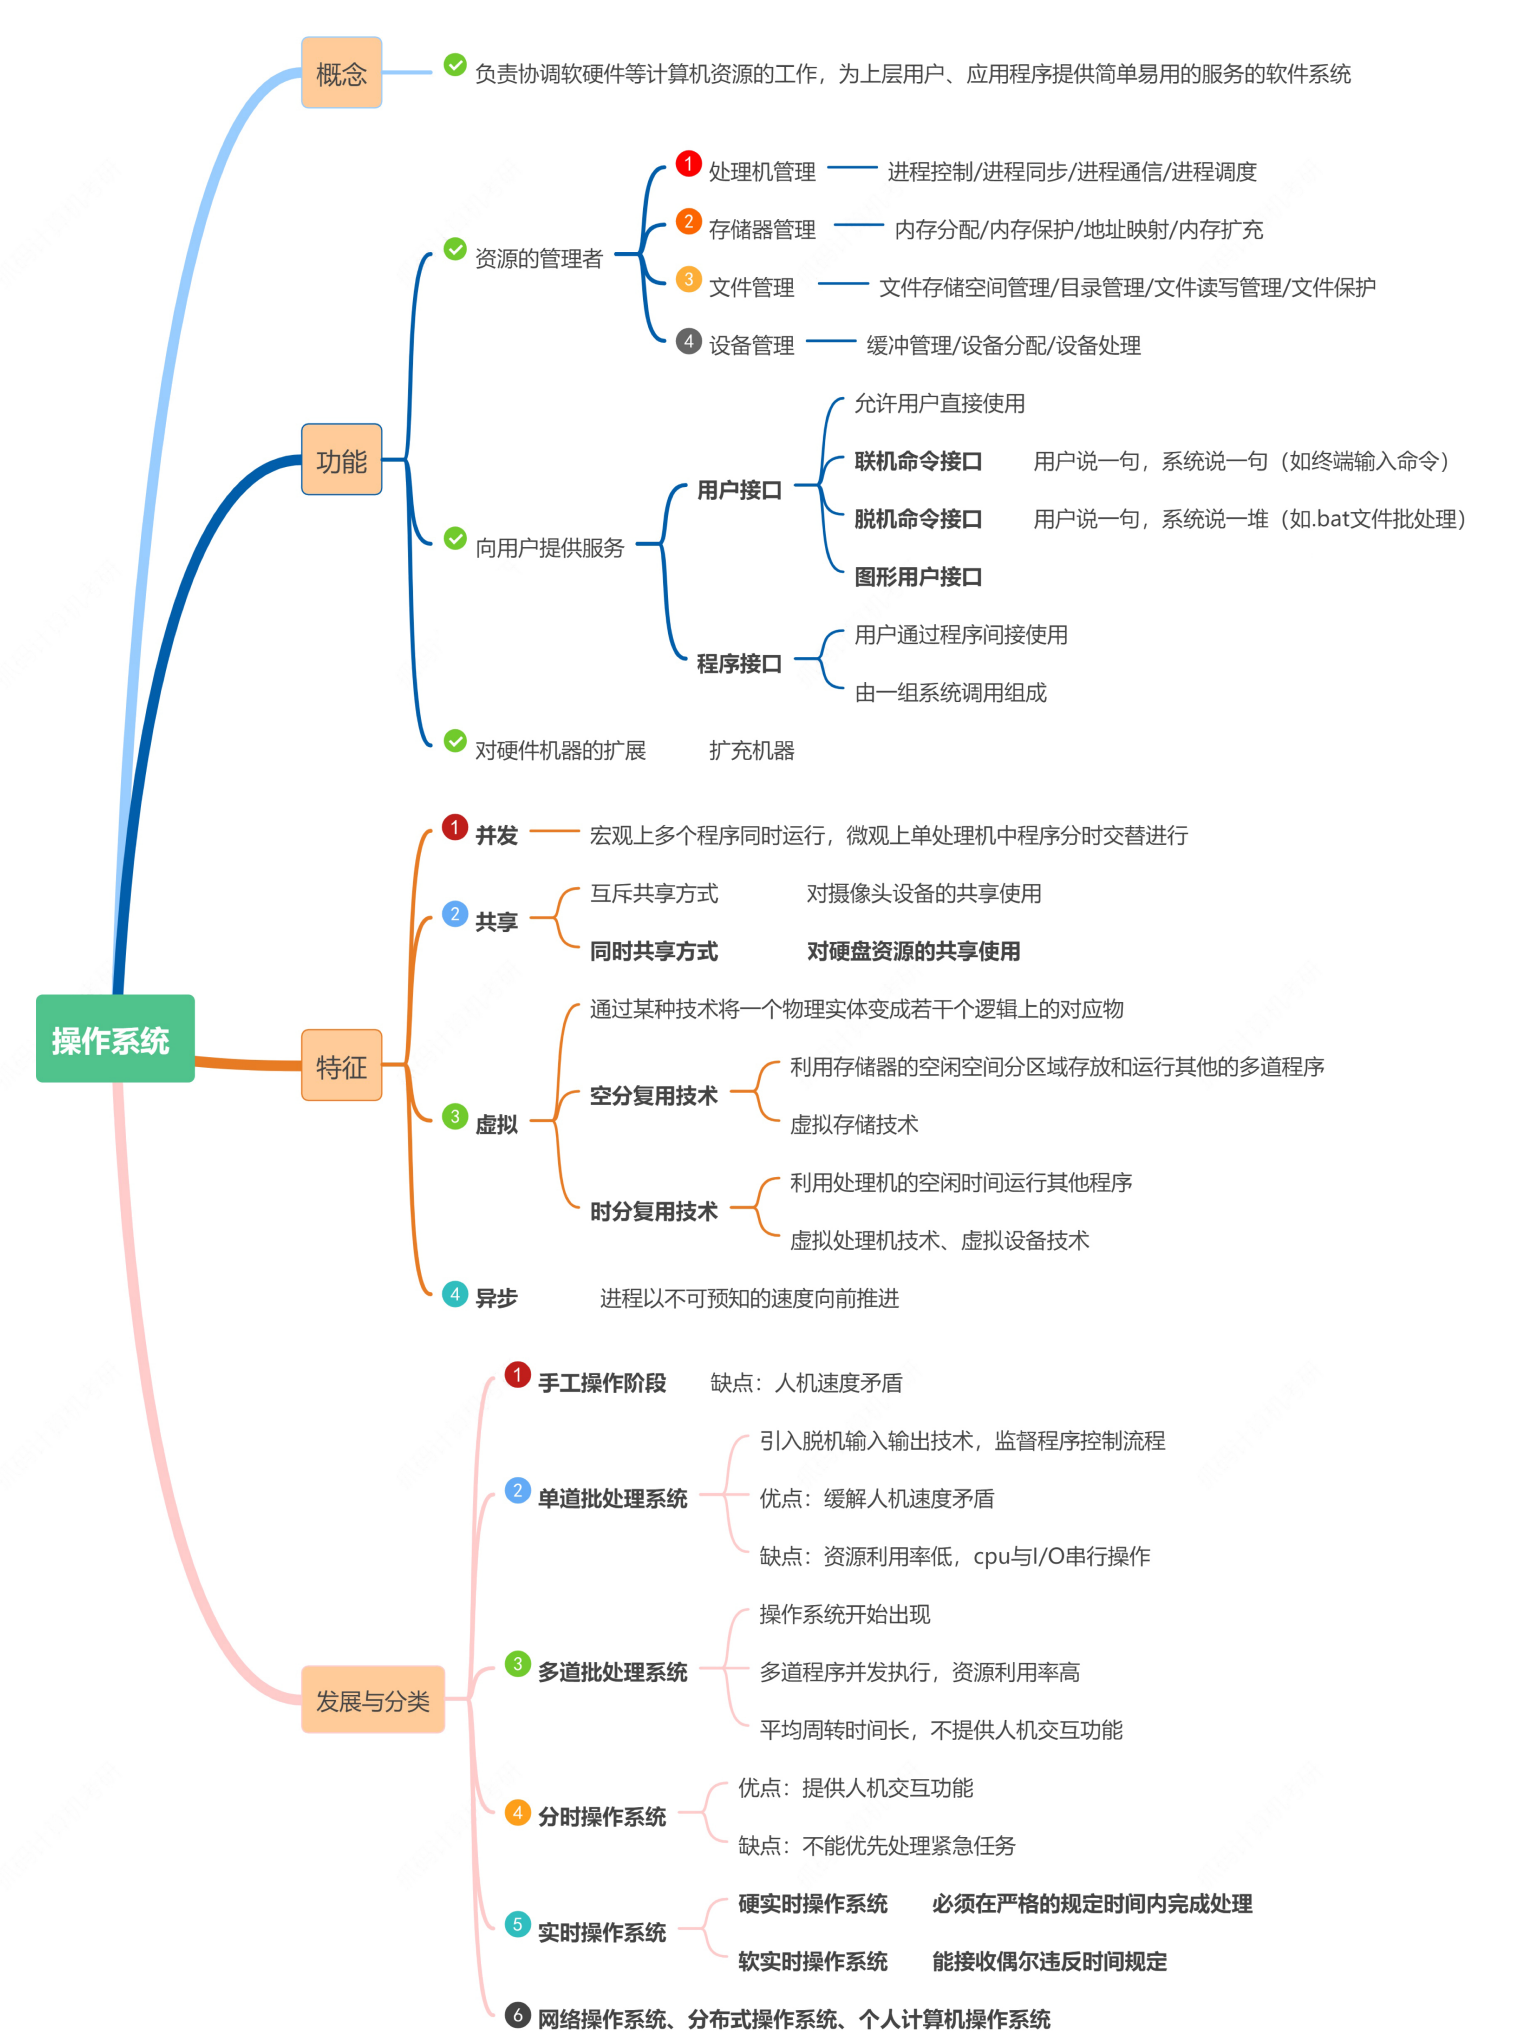 概念
负责协调软硬件等计算机资源的工作，为上层用户、应用程序提供简单易用的服务的软件系统
功能
资源的管理者
1 处理机管理
进程控制/进程同步/进程通信/进程调度
2 存储器管理
内存分配/内存保护/地址映射/内存扩充
3 文件管理
文件存储空间管理/目录管理/文件读写管理/文件保护
4 设备管理
缓冲管理/设备分配/设备处理
向用户提供服务
用户接口
允许用户直接使用
联机命令接口 用户说一句，系统说一句（如终端输入命令）
脱机命令接口 用户说一句，系统说一堆（如.bat文件批处理）
图形用户接口
程序接口
用户通过程序间接使用
由一组系统调用组成
对硬件机器的扩展 扩充机器
操作系统
特征
1 并发
宏观上多个程序同时运行，微观上单处理机中程序分时交替进行
2 共享
互斥共享方式 对摄像头设备的共享使用
同时共享方式 对硬盘资源的共享使用
3 虚拟
通过某种技术将一个物理实体变成若干个逻辑上的对应物
空分复用技术
利用存储器的空闲空间分区域存放和运行其他的多道程序
虚拟存储技术
时分复用技术
利用处理机的空闲时间运行其他程序
虚拟处理机技术、虚拟设备技术
4 异步 进程以不可预知的速度向前推进
发展与分类
1 手工操作阶段 缺点：人机速度矛盾
2 单道批处理系统
引入脱机输入输出技术，监督程序控制流程
优点：缓解人机速度矛盾
缺点：资源利用率低，cpu与I/O串行操作
3 多道批处理系统
操作系统开始出现
多道程序并发执行，资源利用率高
平均周转时间长，不提供人机交互功能
4 分时操作系统
优点：提供人机交互功能
缺点：不能优先处理紧急任务
5 实时操作系统
硬实时操作系统 必须在严格的规定时间内完成处理
软实时操作系统 能接收偶尔违反时间规定
6 网络操作系统、分布式操作系统、个人计算机操作系统